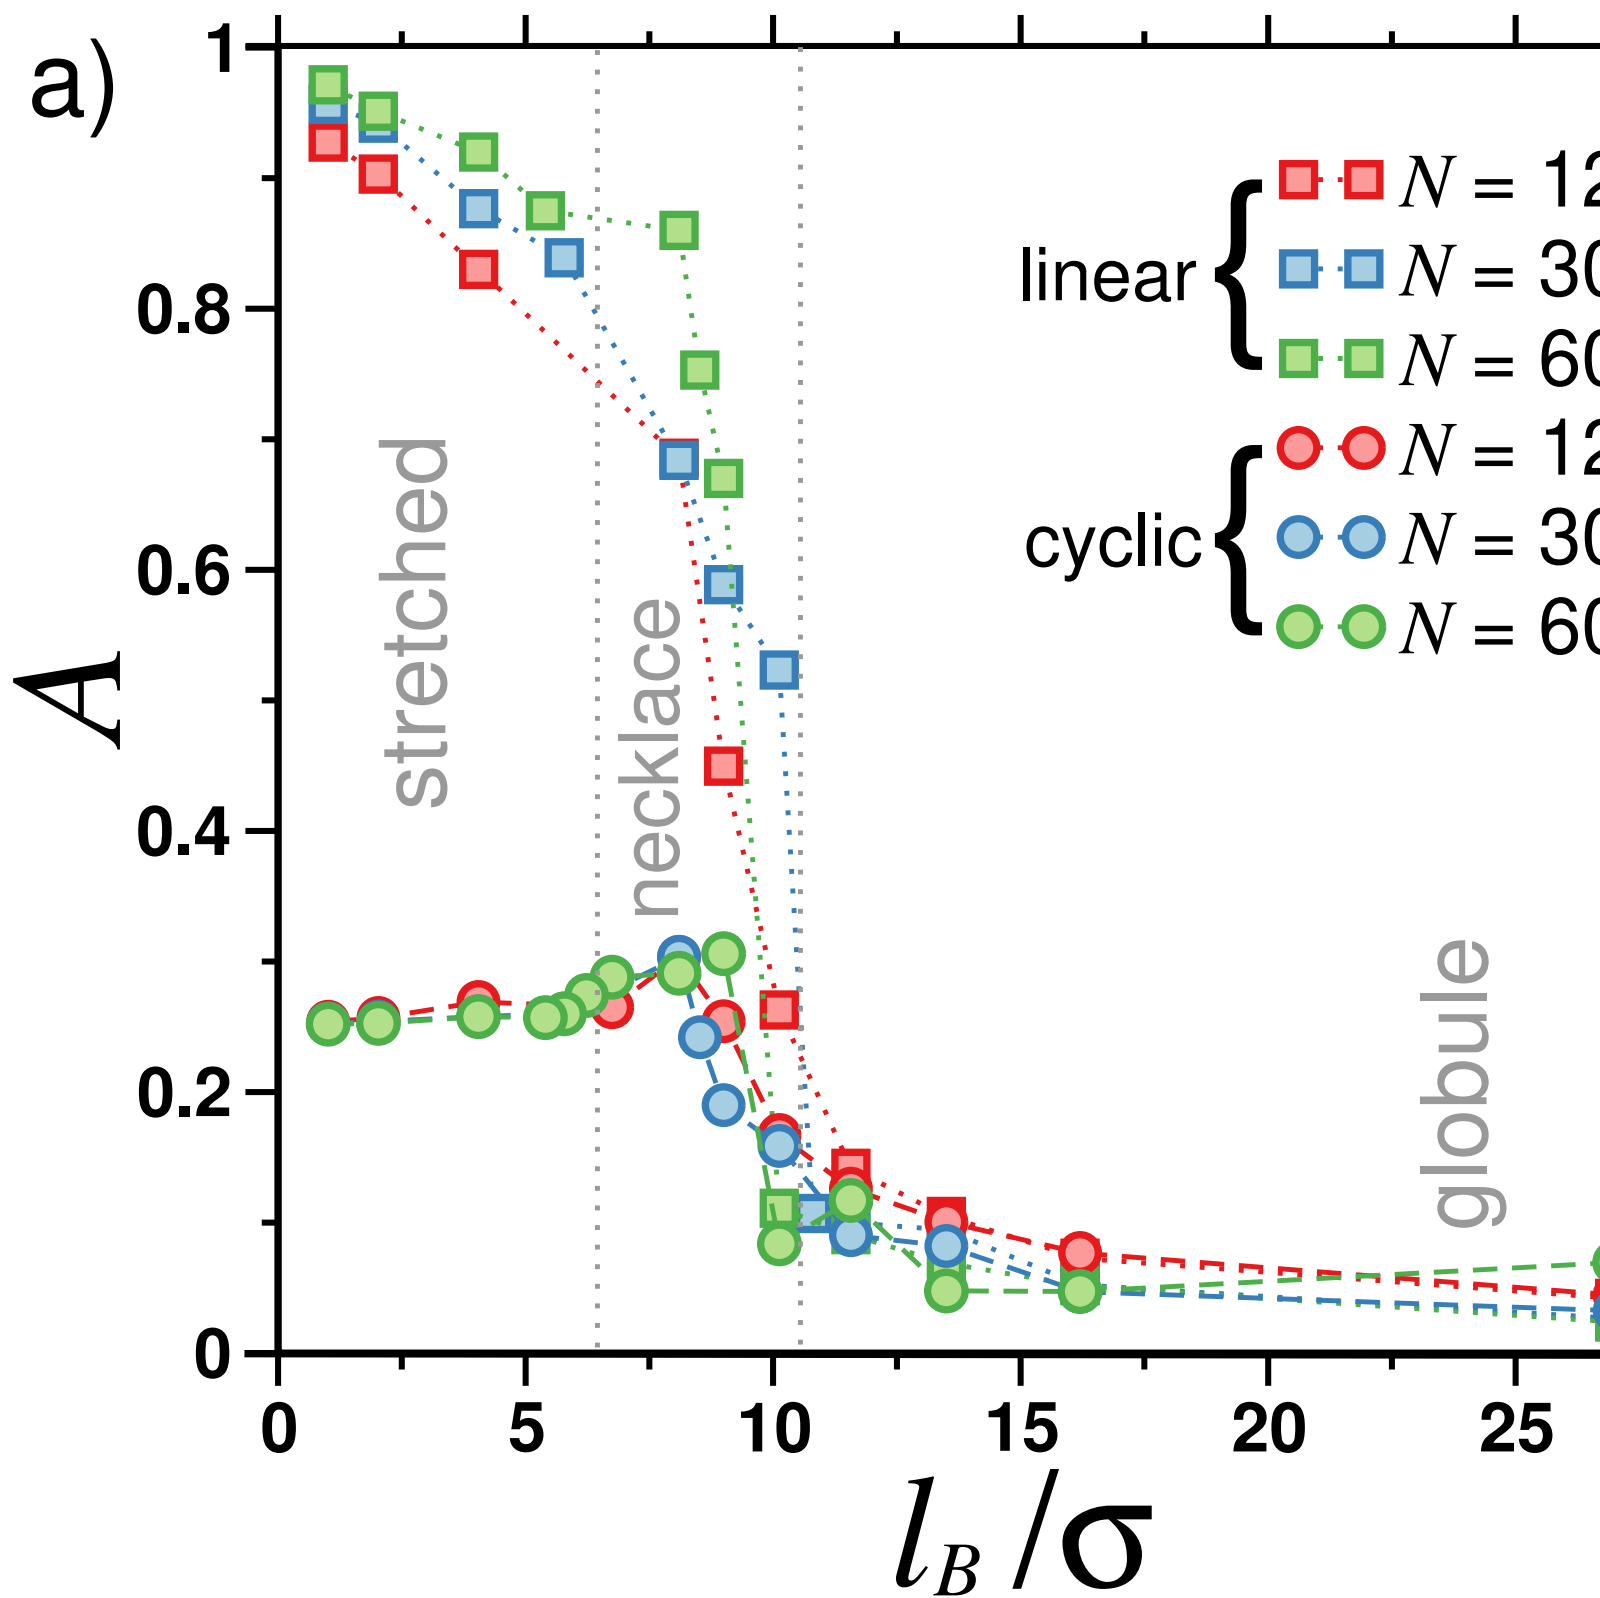 a)
1
0.8
0.6
0.4
0.2
0
A
stretched
necklace
globule
linear
N = 12
N = 30
N = 60
cyclic
N = 12
N = 30
N = 60
0 5 10 15 20 25
l_B/σ